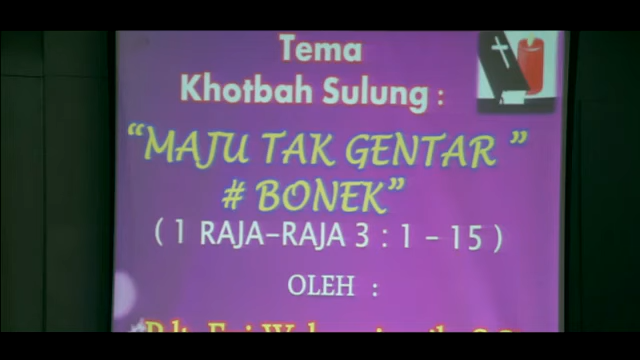 Tema
Khotbah Sulung :
“MAJU TAK GENTAR ”
# BONEK”
( 1 RAJA-RAJA 3 : 1 - 15 )
OLEH :